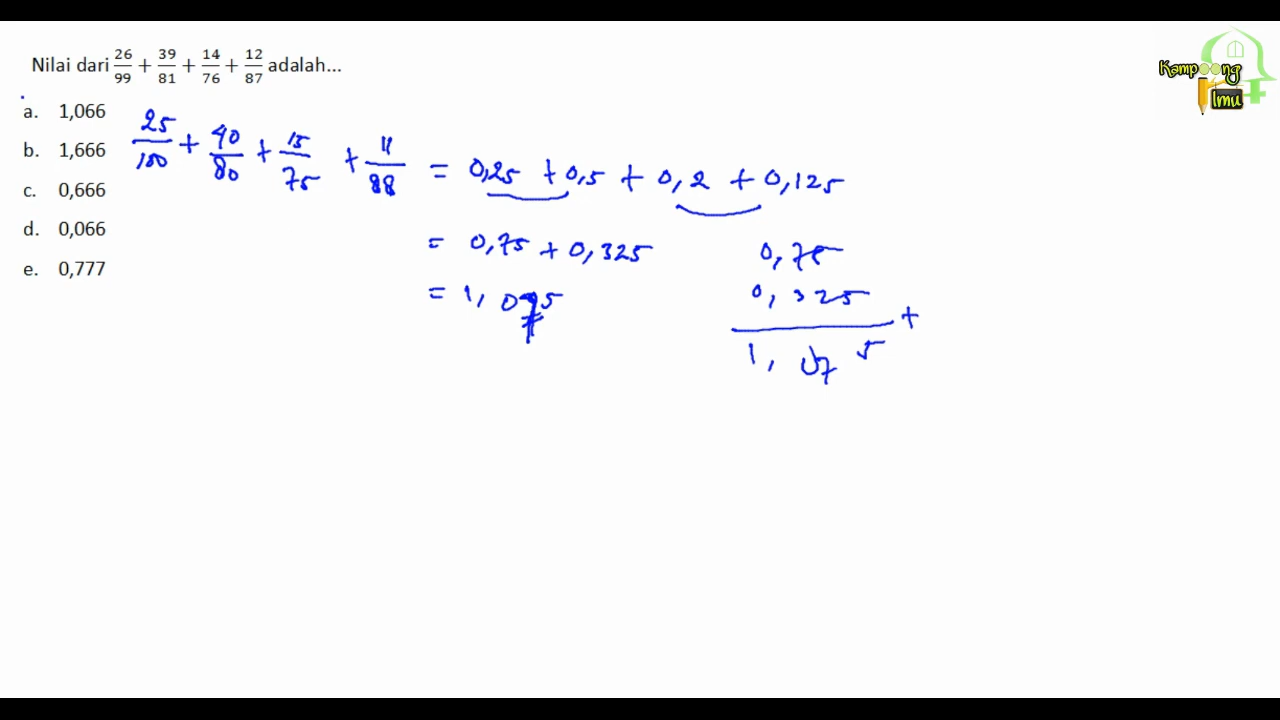 Nilai dari 26/99 + 39/81 + 14/76 + 12/87 adalah...
a. 1,066
b. 1,666
c. 0,666
d. 0,066
e. 0,777
25/100 + 40/80 + 15/75 + 11/88 = 0,25 + 0,5 + 0,2 + 0,125
= 0,75 + 0,325
= 1,075
0,75
0,325 +
1,075
Kampoong
Ilmu